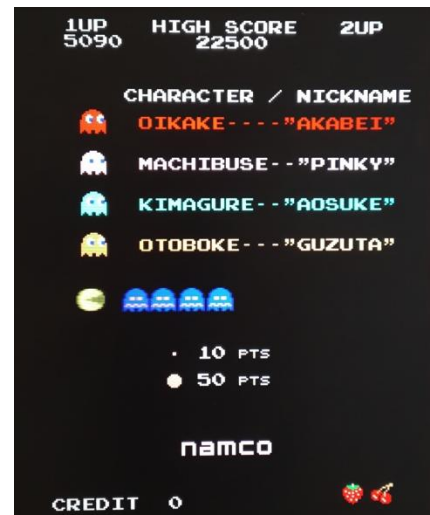 1UP HIGH SCORE 2UP
5090 22500
CHARACTER / NICKNAME
OIKAKE----"AKABEI"
MACHIBUSE--"PINKY"
KIMAGURE--"AOSUKE"
OTOBOKE---"GUZUTA"
10 PTS
50 PTS
namco
CREDIT 0